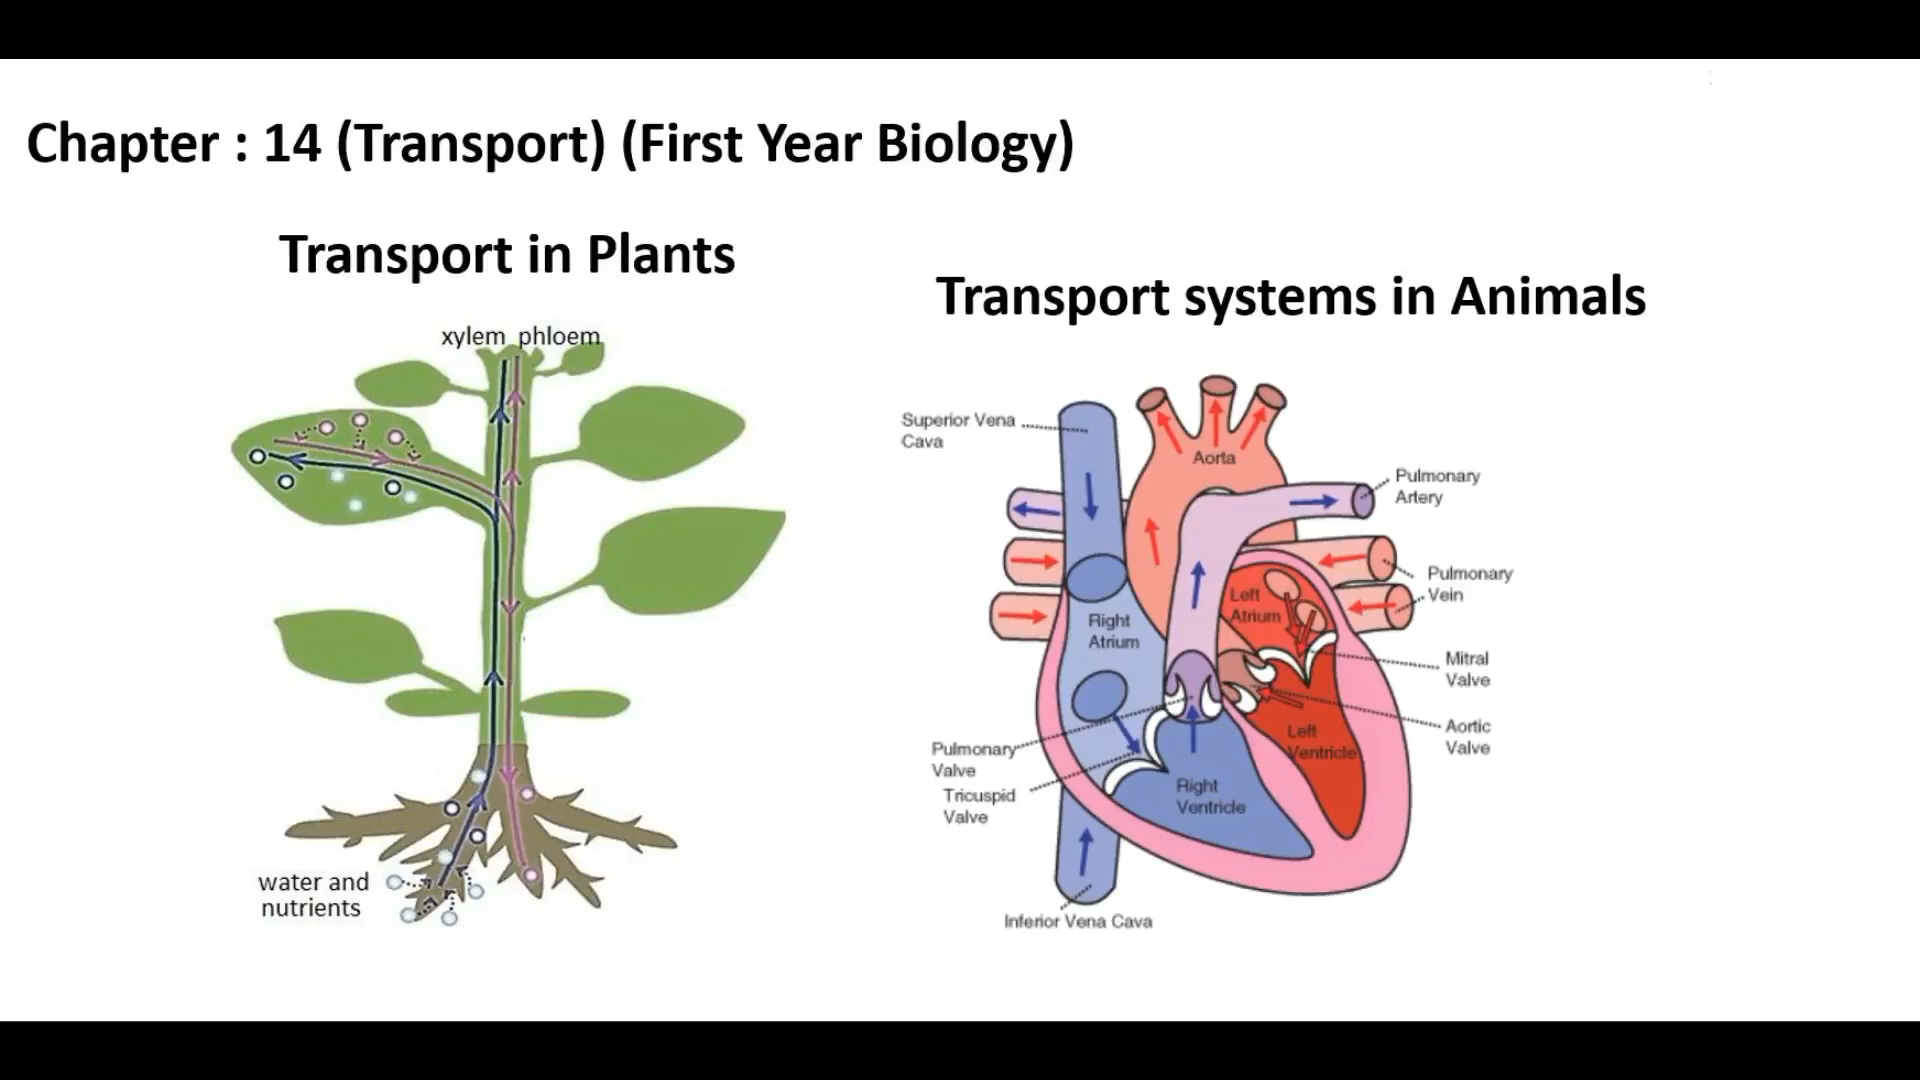 Chapter : 14 (Transport) (First Year Biology)
Transport in Plants
xylem phloem
water and
nutrients
Transport systems in Animals
Superior Vena
Cava
Aorta
Pulmonary
Artery
Pulmonary
Vein
Left
Atrium
Right
Atrium
Mitral
Valve
Aortic
Valve
Left
Ventricle
Pulmonary
Valve
Tricuspid
Valve
Right
Ventricle
Inferior Vena Cava